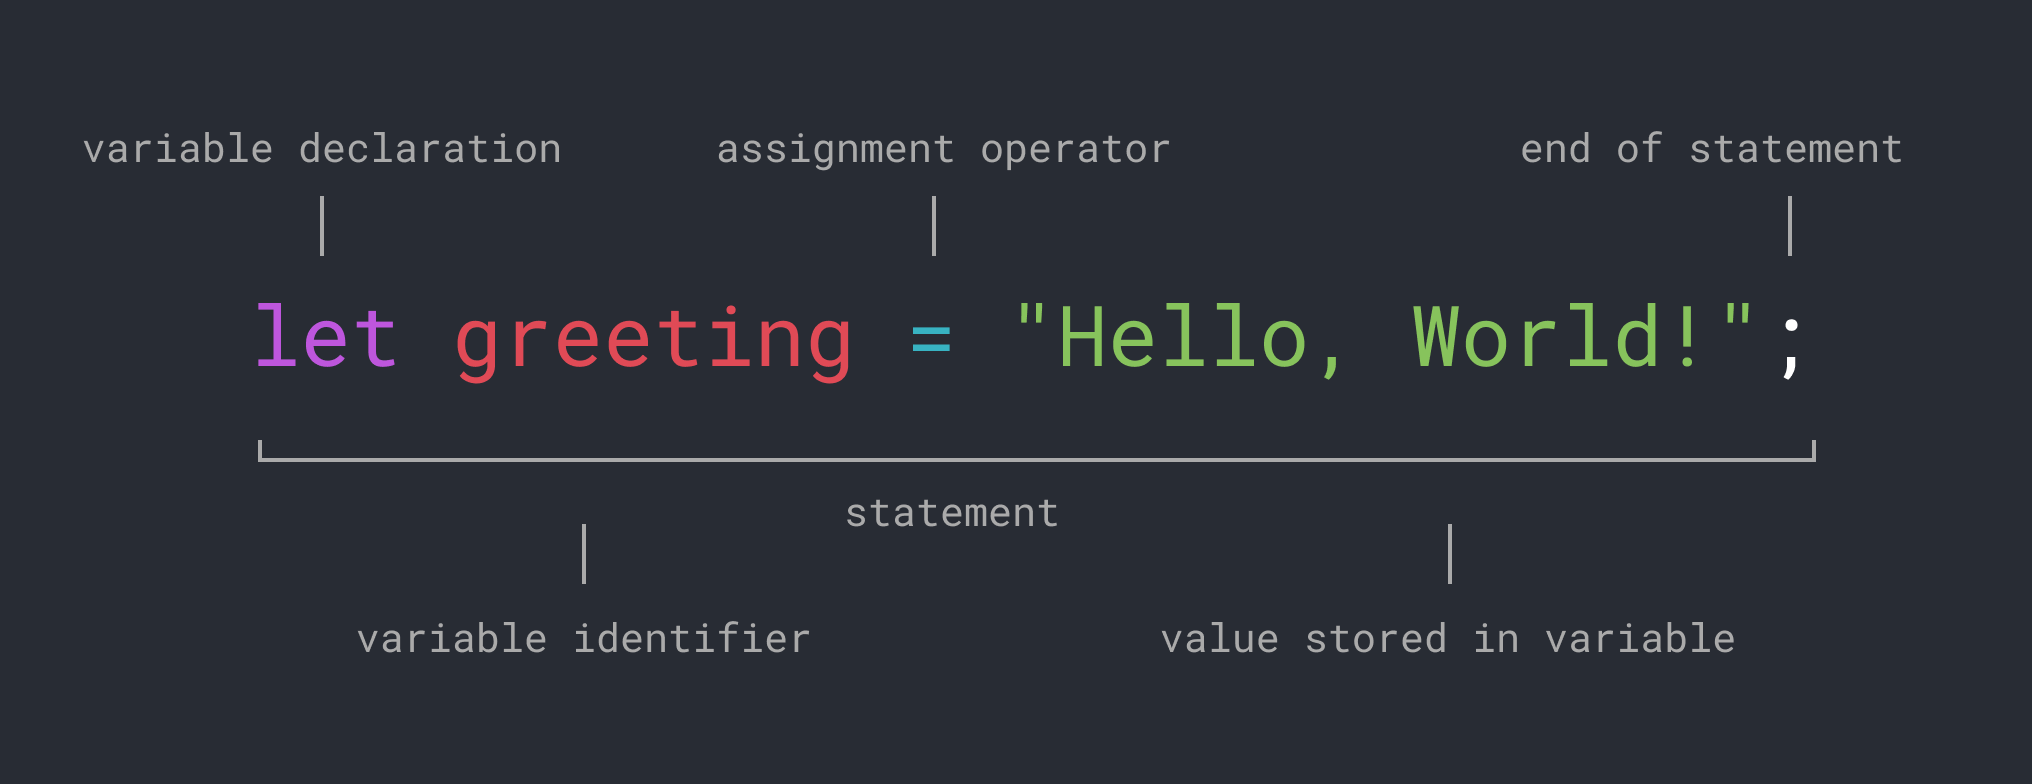 variable declaration assignment operator end of statement
let greeting = "Hello, World!";
statement
variable identifier value stored in variable